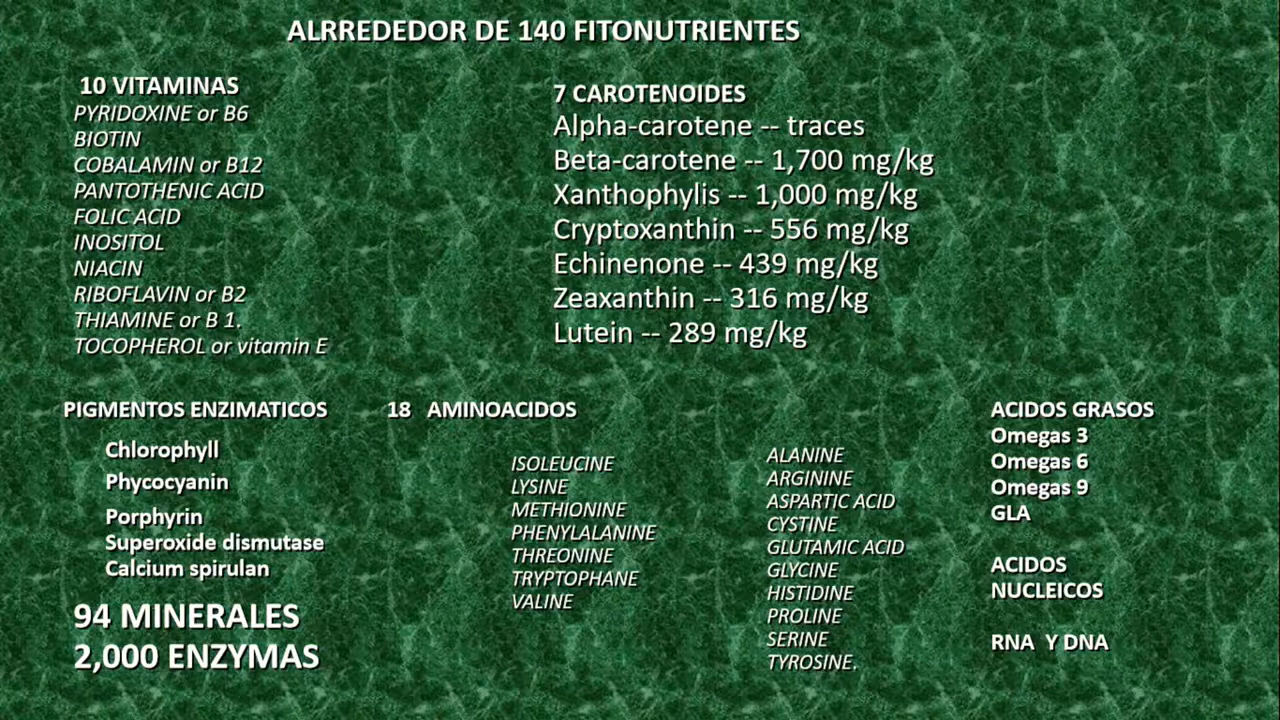 ALRREDEDOR DE 140 FITONUTRIENTES
10 VITAMINAS
PYRIDOXINE or B6
BIOTIN
COBALAMIN or B12
PANTOTHENIC ACID
FOLIC ACID
INOSITOL
NIACIN
RIBOFLAVIN or B2
THIAMINE or B 1.
TOCOPHEROL or vitamin E
7 CAROTENOIDES
Alpha-carotene -- traces
Beta-carotene -- 1,700 mg/kg
Xanthophylis -- 1,000 mg/kg
Cryptoxanthin -- 556 mg/kg
Echinenone -- 439 mg/kg
Zeaxanthin -- 316 mg/kg
Lutein -- 289 mg/kg
PIGMENTOS ENZIMATICOS
Chlorophyll
Phycocyanin
Porphyrin
Superoxide dismutase
Calcium spirulan
94 MINERALES
2,000 ENZYMAS
18 AMINOACIDOS
ISOLEUCINE
LYSINE
METHIONINE
PHENYLALANINE
THREONINE
TRYPTOPHANE
VALINE
ALANINE
ARGININE
ASPARTIC ACID
CYSTINE
GLUTAMIC ACID
GLYCINE
HISTIDINE
PROLINE
SERINE
TYROSINE.
ACIDOS GRASOS
Omegas 3
Omegas 6
Omegas 9
GLA
ACIDOS
NUCLEICOS
RNA Y DNA